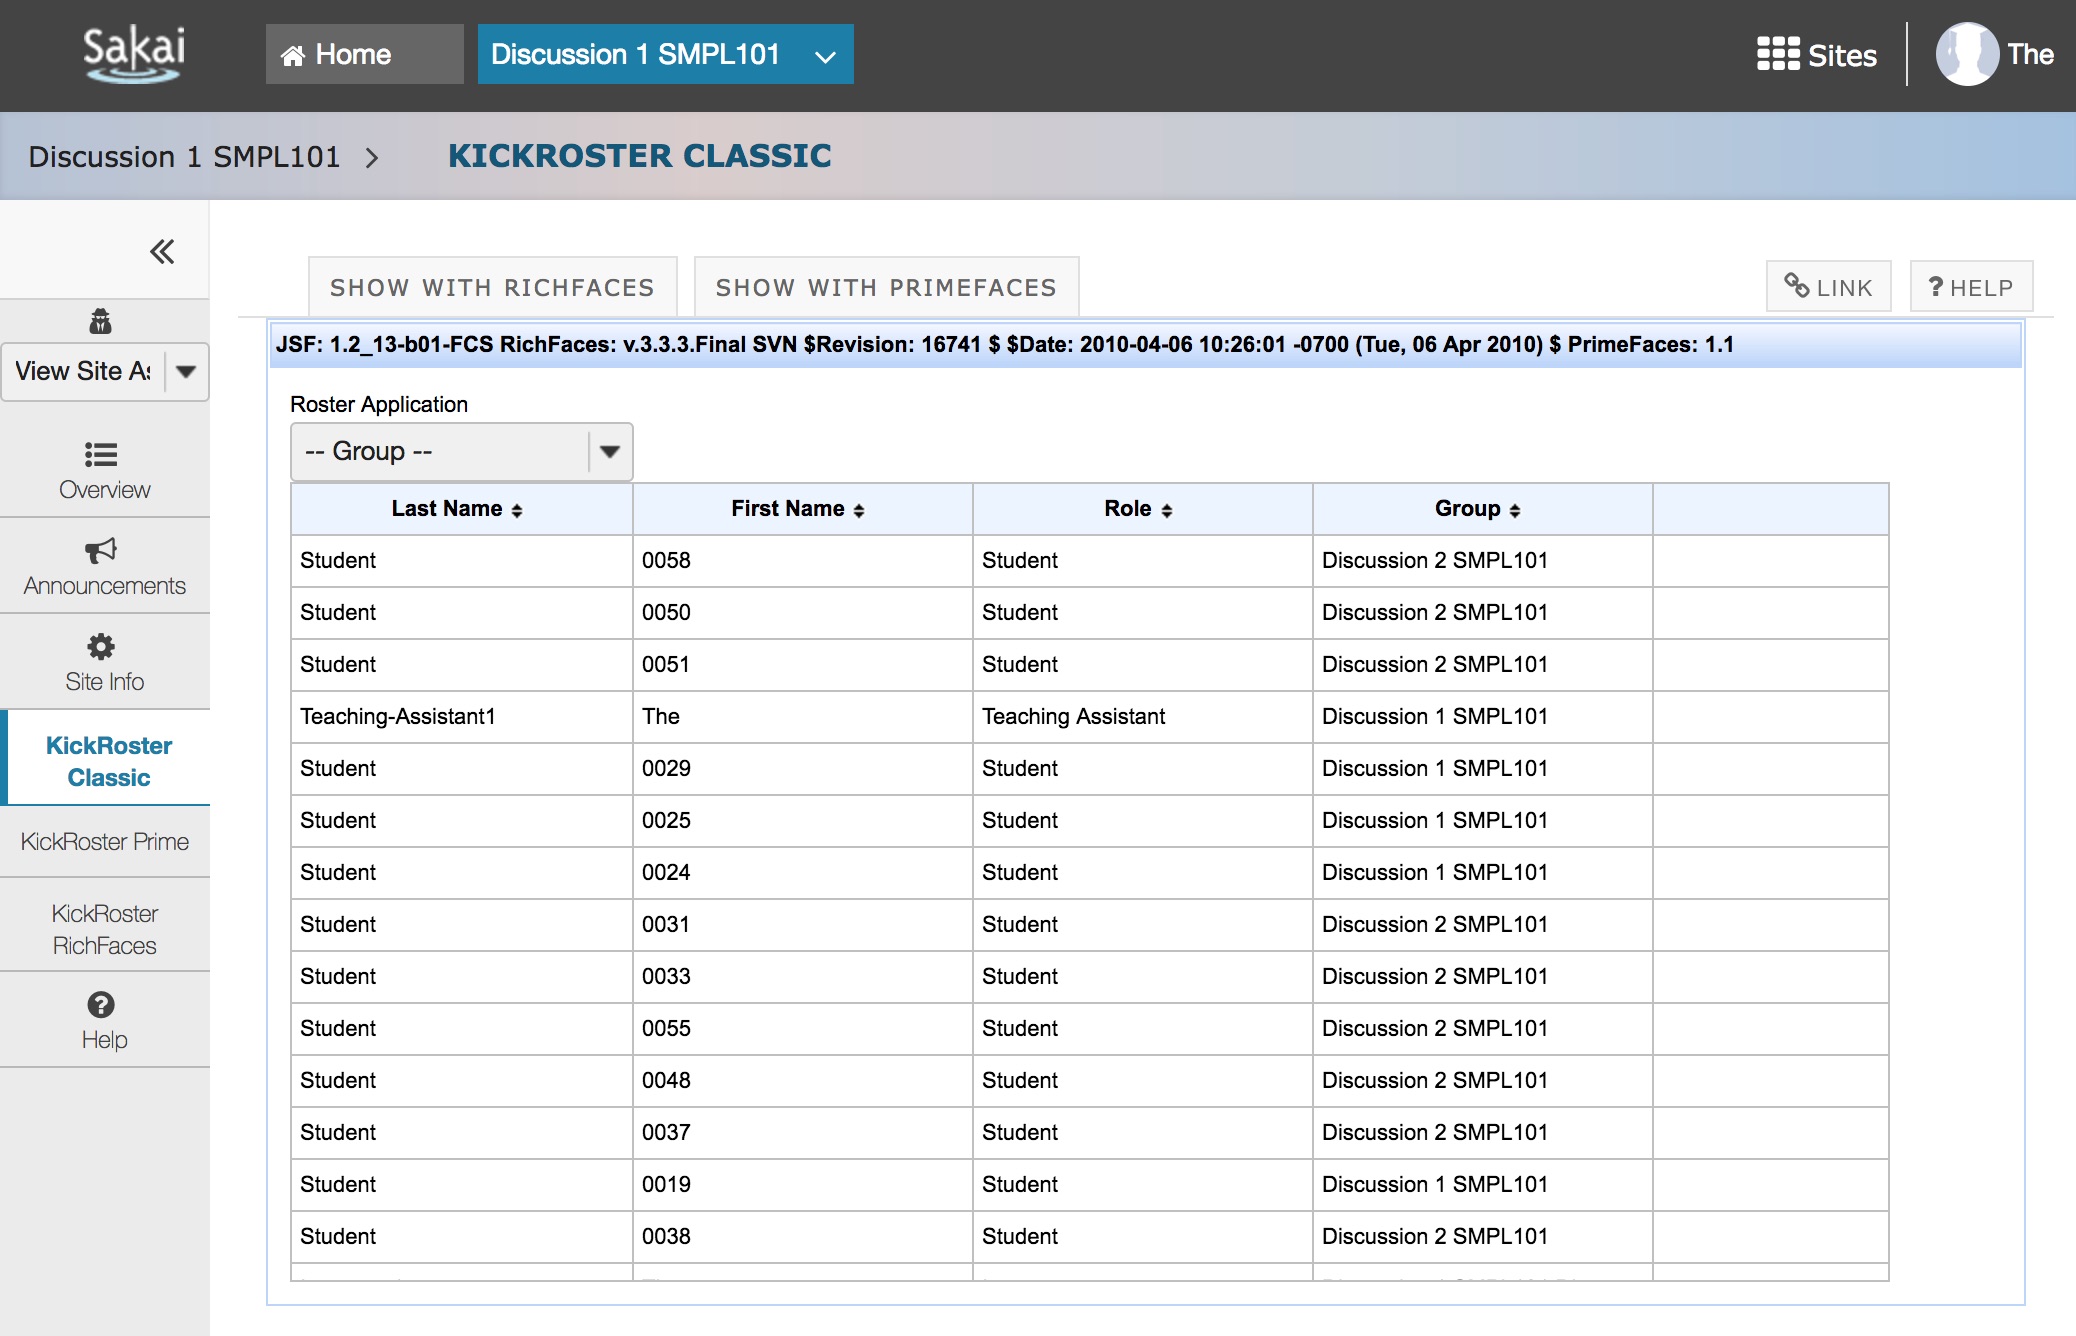 Sakai
Home
Discussion 1 SMPL101
Sites
The
Discussion 1 SMPL101
KICKROSTER CLASSIC
View Site As
Overview
Announcements
Site Info
KickRoster
Classic
KickRoster Prime
KickRoster
RichFaces
Help
SHOW WITH RICHFACES
SHOW WITH PRIMEFACES
LINK
? HELP
JSF: 1.2_13-b01-FCS RichFaces: v.3.3.3.Final SVN $Revision: 16741 $ $Date: 2010-04-06 10:26:01 -0700 (Tue, 06 Apr 2010) $ PrimeFaces: 1.1
Roster Application
-- Group --
Last Name First Name Role Group
Student 0058 Student Discussion 2 SMPL101
Student 0050 Student Discussion 2 SMPL101
Student 0051 Student Discussion 2 SMPL101
Teaching-Assistant1 The Teaching Assistant Discussion 1 SMPL101
Student 0029 Student Discussion 1 SMPL101
Student 0025 Student Discussion 1 SMPL101
Student 0024 Student Discussion 1 SMPL101
Student 0031 Student Discussion 2 SMPL101
Student 0033 Student Discussion 2 SMPL101
Student 0055 Student Discussion 2 SMPL101
Student 0048 Student Discussion 2 SMPL101
Student 0037 Student Discussion 2 SMPL101
Student 0019 Student Discussion 1 SMPL101
Student 0038 Student Discussion 2 SMPL101